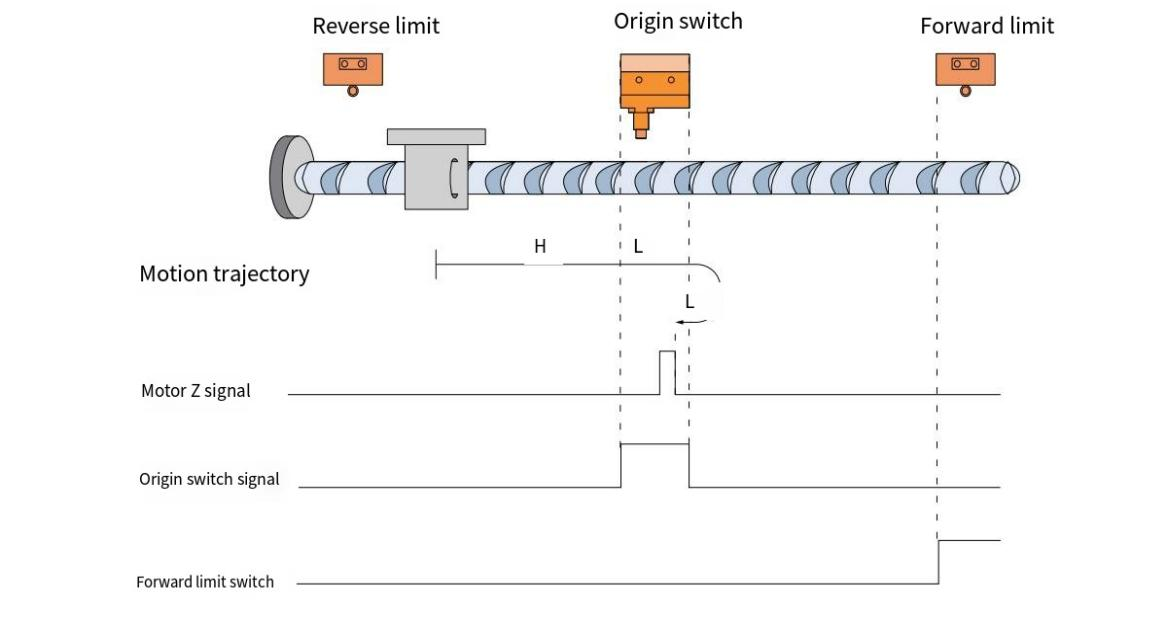 Reverse limit
Origin switch
Forward limit
H
L
Motion trajectory
L
Motor Z signal
Origin switch signal
Forward limit switch